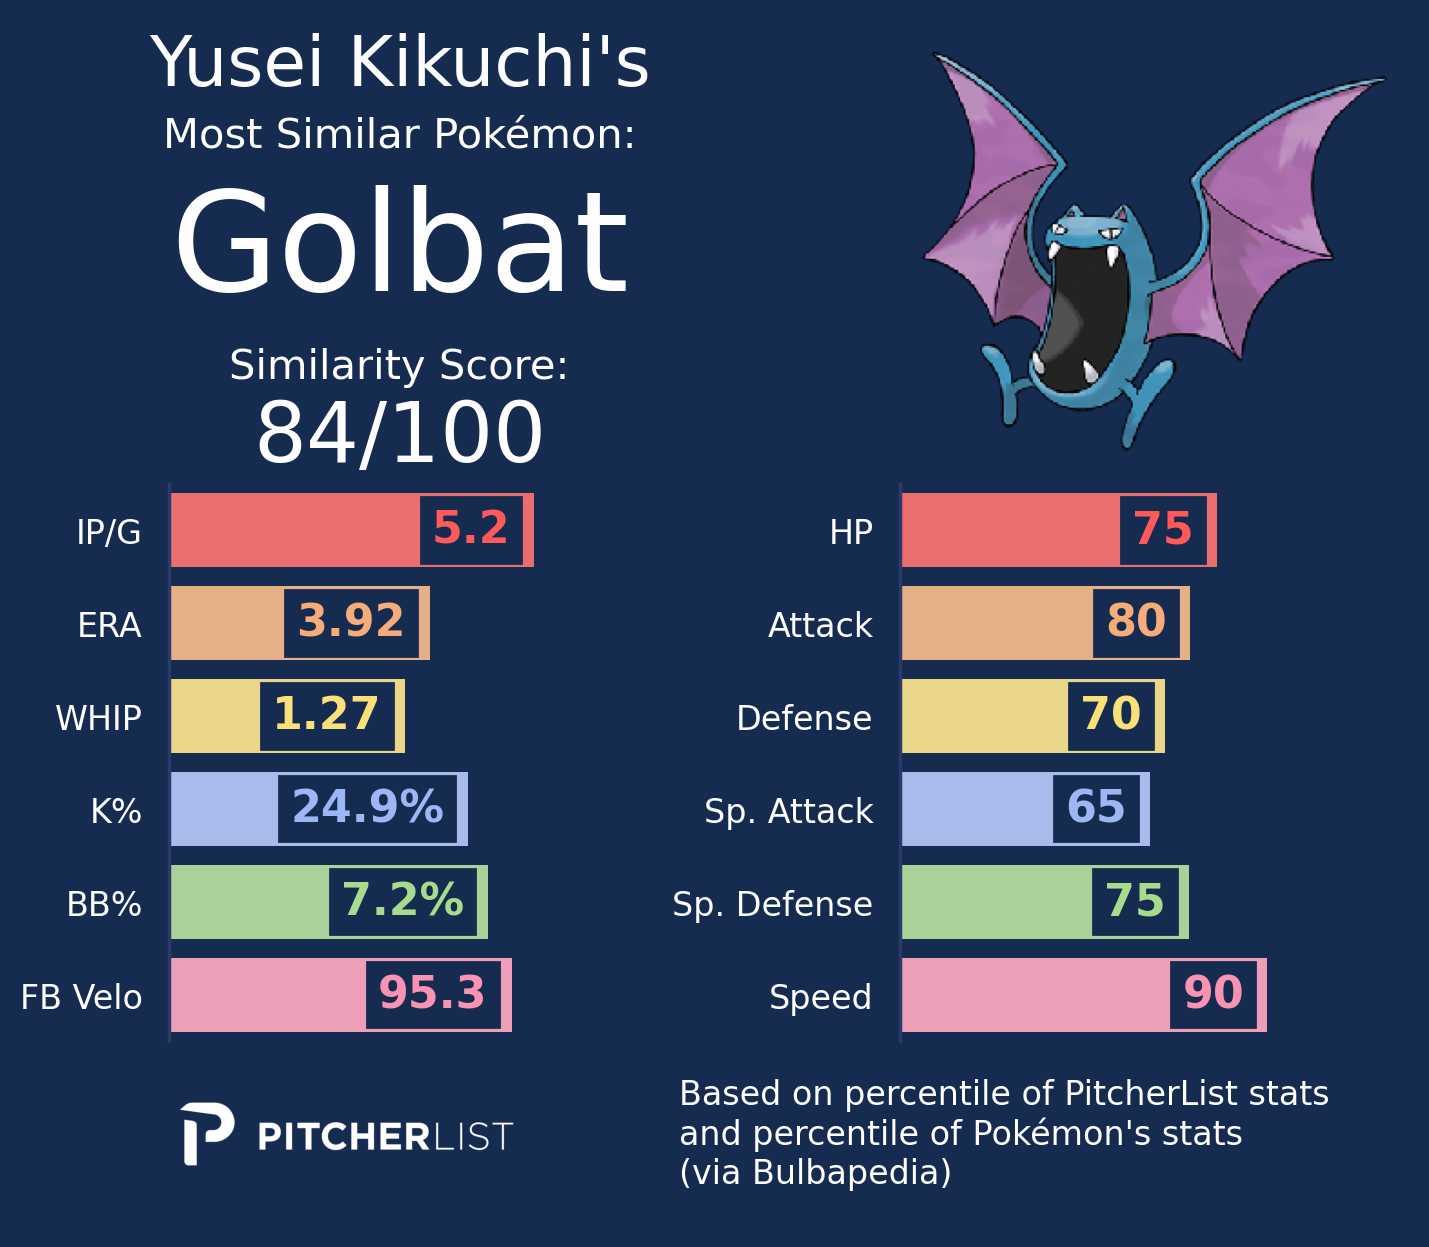 Yusei Kikuchi's
Most Similar Pokémon:
Golbat
Similarity Score:
84/100
IP/G 5.2
ERA 3.92
WHIP 1.27
K% 24.9%
BB% 7.2%
FB Velo 95.3
HP 75
Attack 80
Defense 70
Sp. Attack 65
Sp. Defense 75
Speed 90
PITCHERLIST
Based on percentile of PitcherList stats
and percentile of Pokémon's stats
(via Bulbapedia)